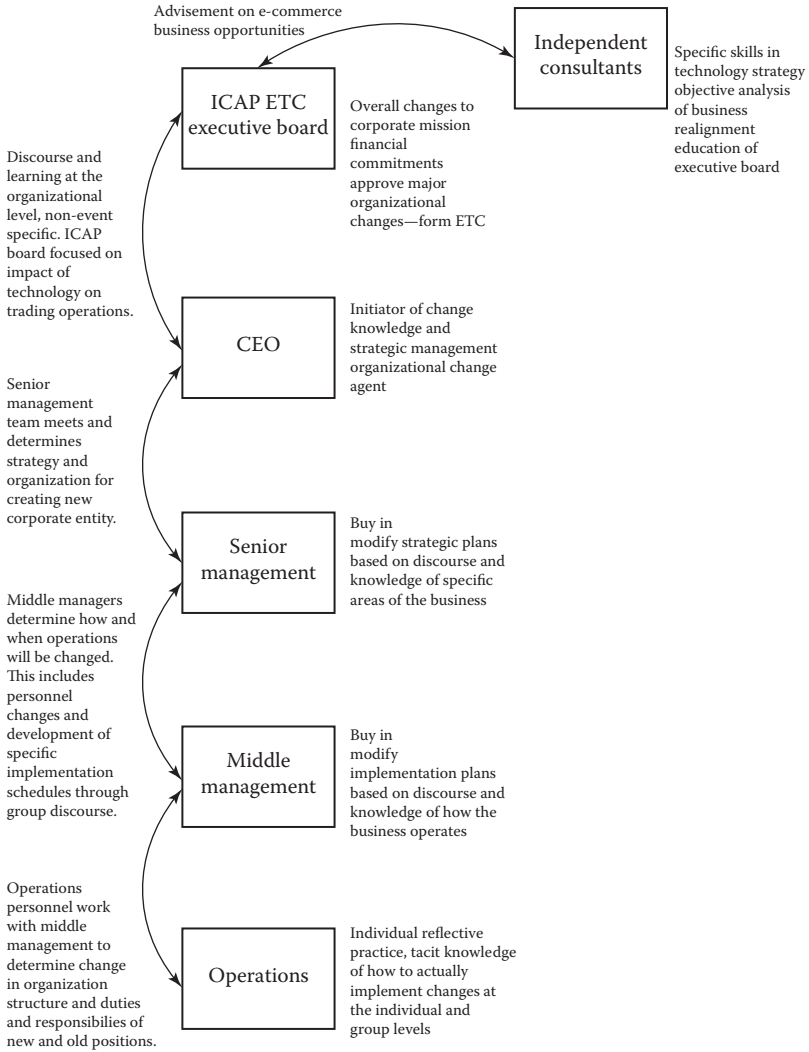 Advisement on e-commerce
business opportunities
Independent
consultants
Specific skills in
technology strategy
objective analysis
of business
realignment
education of
executive board
ICAP ETC
executive board
Overall changes to
corporate mission
financial
commitments
approve major
organizational
changes—form ETC
Discourse and
learning at the
organizational
level, non-event
specific. ICAP
board focused on
impact of
technology on
trading operations.
CEO
Initiator of change
knowledge and
strategic management
organizational change
agent
Senior
management
team meets and
determines
strategy and
organization for
creating new
corporate entity.
Senior
management
Buy in
modify strategic plans
based on discourse and
knowledge of specific
areas of the business
Middle managers
determine how and
when operations
will be changed.
This includes
personnel
changes and
development of
specific
implementation
schedules through
group discourse.
Middle
management
Buy in
modify
implementation plans
based on discourse and
knowledge of how the
business operates
Operations
personnel work
with middle
management to
determine change
in organization
structure and duties
and responsibilies of
new and old positions.
Operations
Individual reflective
practice, tacit knowledge
of how to actually
implement changes at
the individual and
group levels